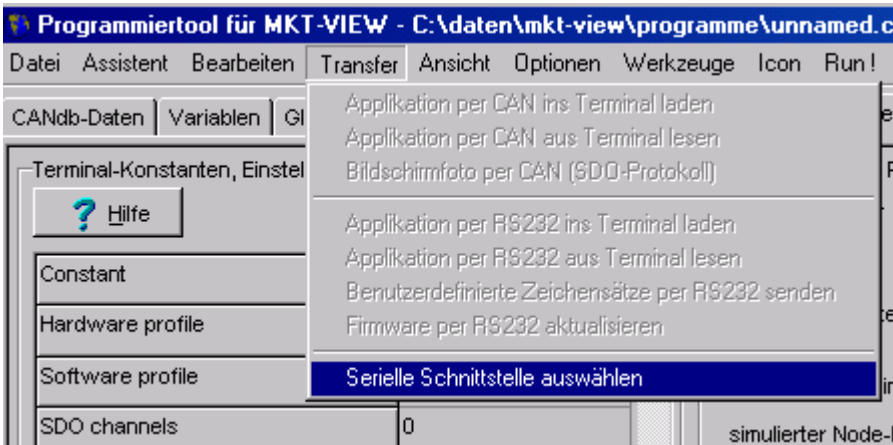 Programmiertool für MKT-VIEW - C:\daten\mkt-view\programme\unnamed.c
Datei Assistent Bearbeiten Transfer Ansicht Optionen Werkzeuge Icon Run!
CANdb-Daten Variablen Gl
Applikation per CAN ins Terminal laden
Applikation per CAN aus Terminal lesen
Bildschirmfoto per CAN (SDO-Protokoll)
Applikation per RS232 ins Terminal laden
Applikation per RS232 aus Terminal lesen
Benutzerdefinierte Zeichensätze per RS232 senden
Firmware per RS232 aktualisieren
Serielle Schnittstelle auswählen
Terminal-Konstanten, Einstel
? Hilfe
Constant
Hardware profile
Software profile
SDO channels 0
simulierter Node-